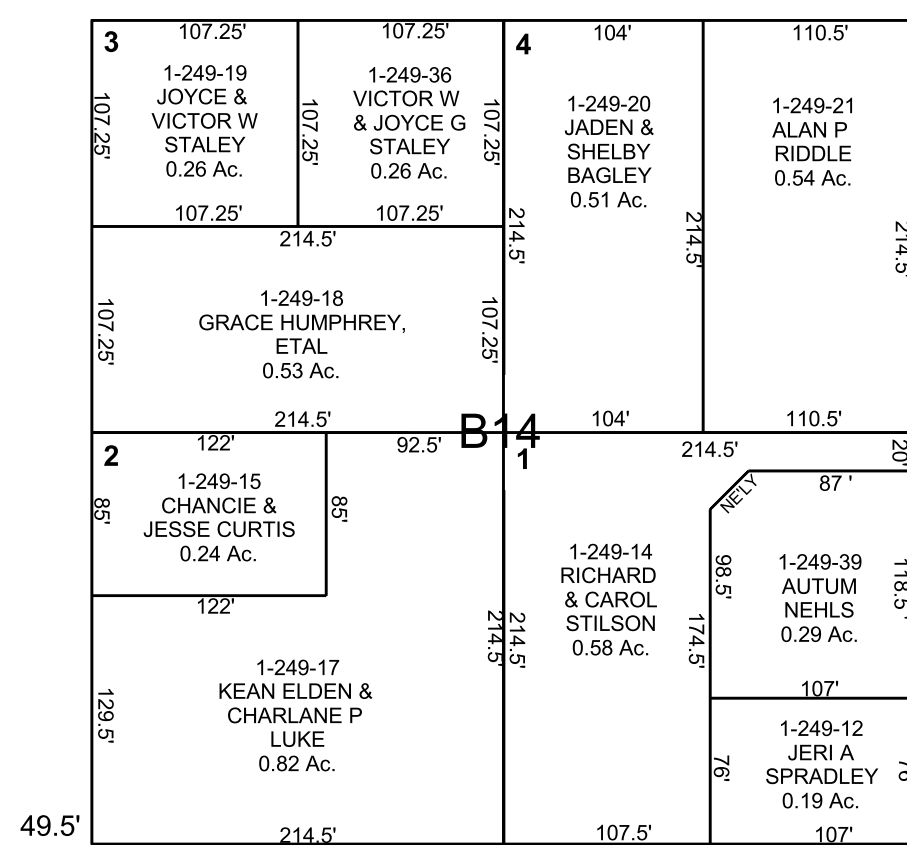 107.25'
107.25'
104'
110.5'
3
4
1-249-19
JOYCE &
VICTOR W
STALEY
0.26 Ac.
107.25'
107.25'
1-249-36
VICTOR W
& JOYCE G
STALEY
0.26 Ac.
107.25'
107.25'
107.25'
1-249-20
JADEN &
SHELBY
BAGLEY
0.51 Ac.
214.5'
214.5'
104'
1-249-21
ALAN P
RIDDLE
0.54 Ac.
214.5'
110.5'
214.5'
1-249-18
GRACE HUMPHREY,
ETAL
0.53 Ac.
107.25'
107.25'
214.5'
B14
2
122'
92.5'
1-249-15
CHANCIE &
JESSE CURTIS
0.24 Ac.
85'
85'
122'
1-249-17
KEAN ELDEN &
CHARLANE P
LUKE
0.82 Ac.
129.5'
214.5'
49.5'
214.5'
1
214.5'
20'
1-249-14
RICHARD
& CAROL
STILSON
0.58 Ac.
214.5'
174.5'
107.5'
NE'LY
87 '
98.5'
1-249-39
AUTUM
NEHLS
0.29 Ac.
118.5'
107'
1-249-12
JERI A
SPRADLEY
0.19 Ac.
76'
107'